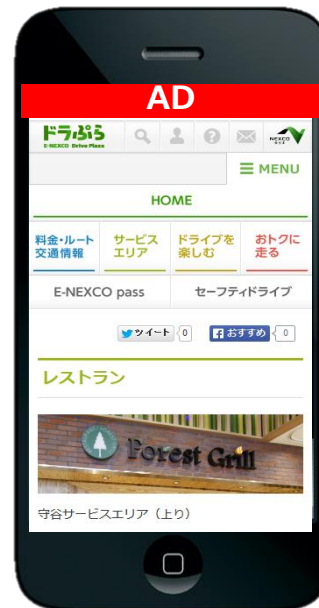 AD
ドラぷら
E-NEXCO Drive Plaza
NEXCO
MENU
HOME
料金・ルート
交通情報
サービス
エリア
ドライブを
楽しむ
おトクに
走る
E-NEXCO pass
セーフティドライブ
ツイート 0
おすすめ 0
レストラン
Forest Grill
守谷サービスエリア（上り）